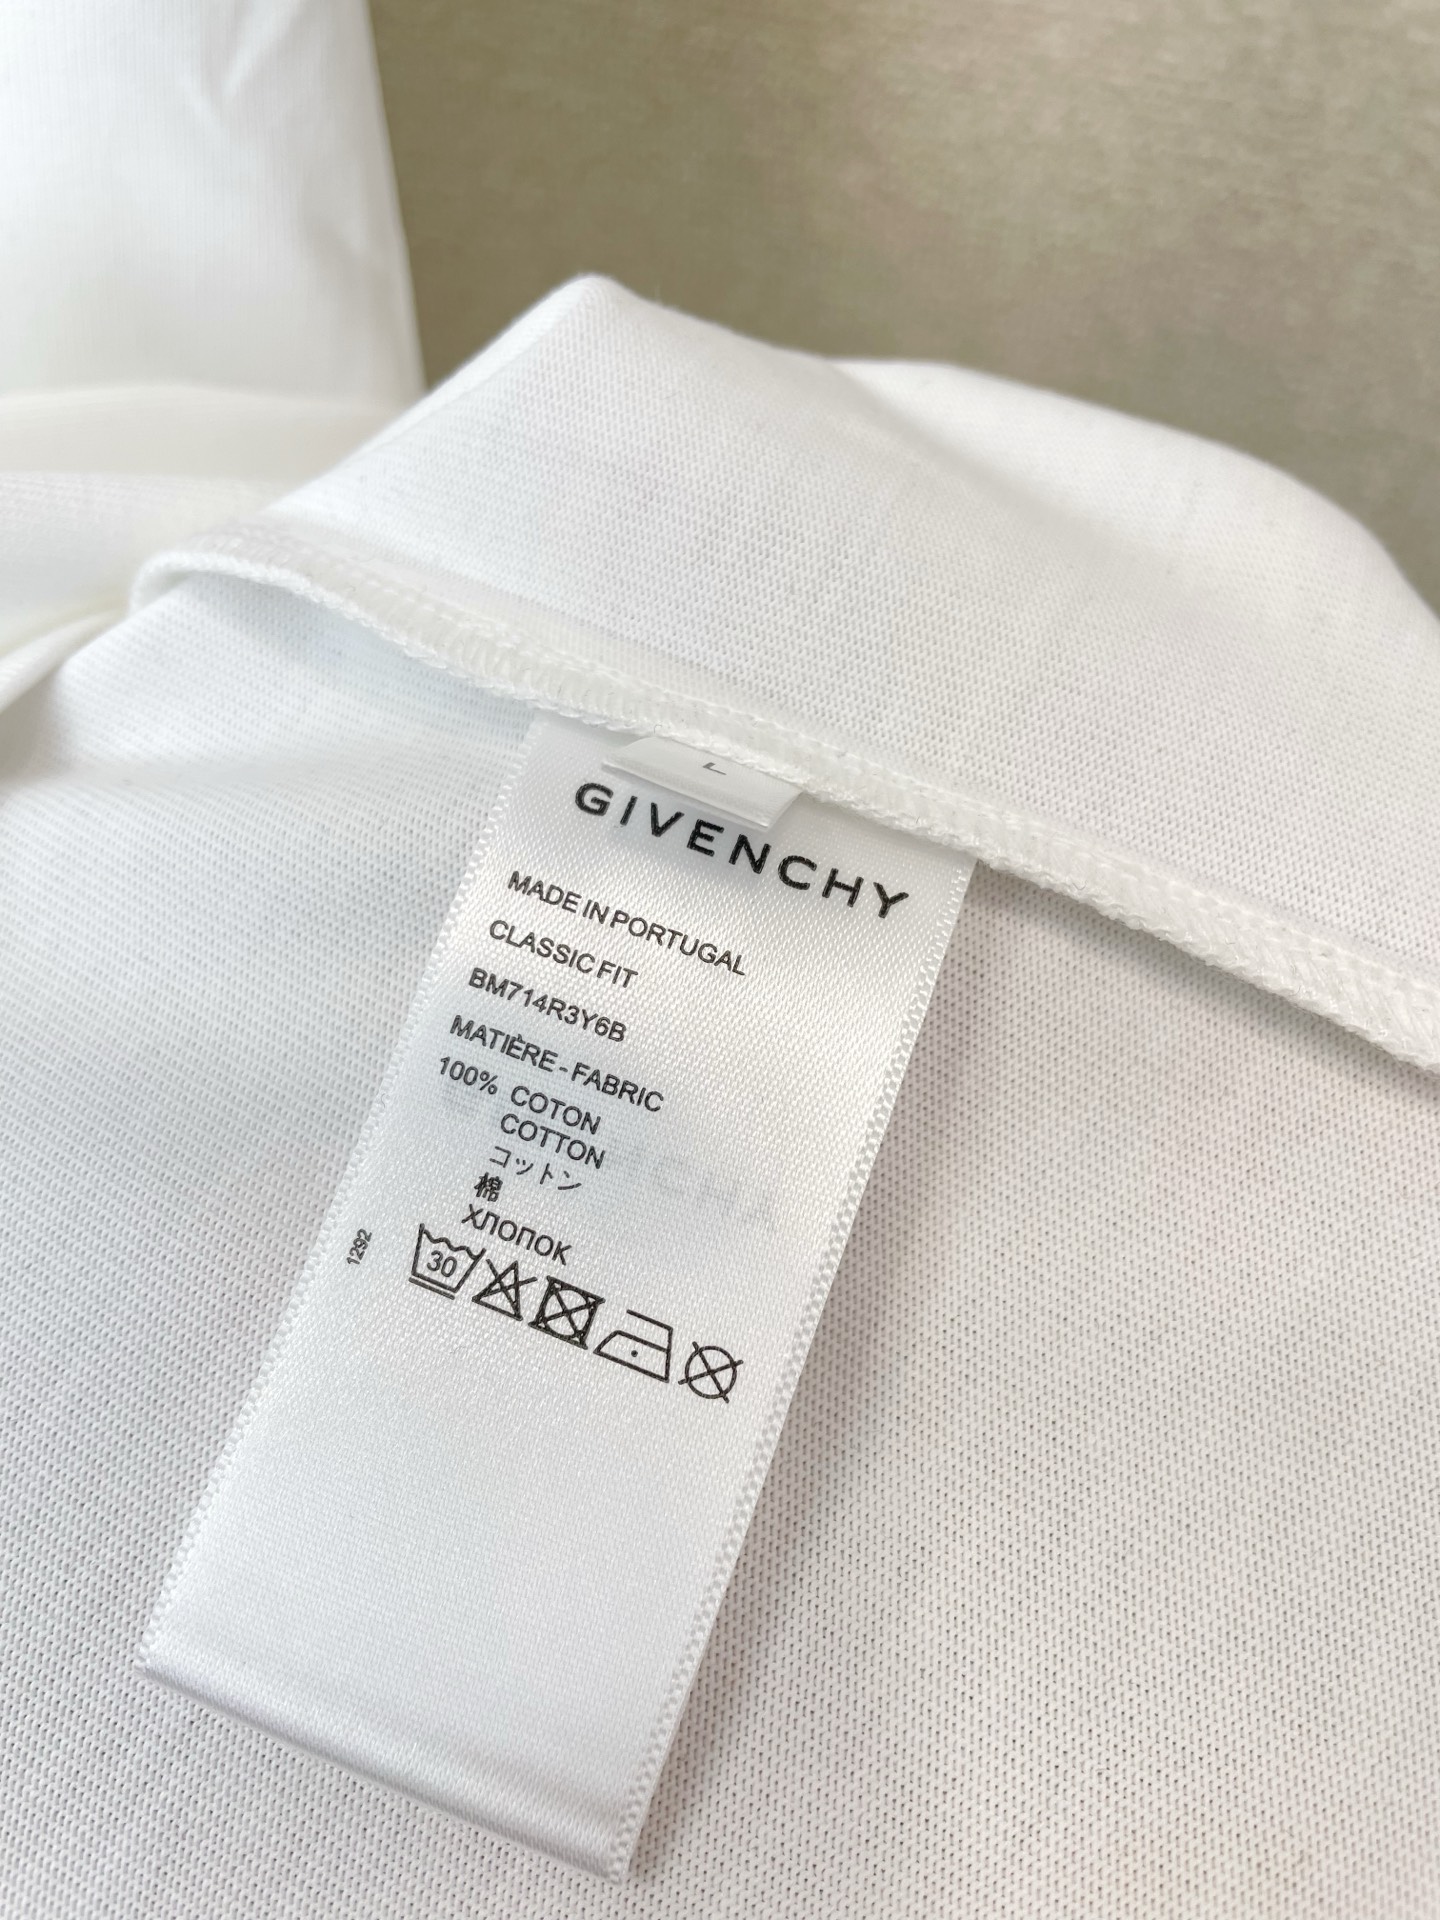 L
GIVENCHY
MADE IN PORTUGAL
CLASSIC FIT
BM714R3Y6B
MATIÈRE - FABRIC
100% COTON
COTTON
コットン
棉
ХЛОПОК
1292
30